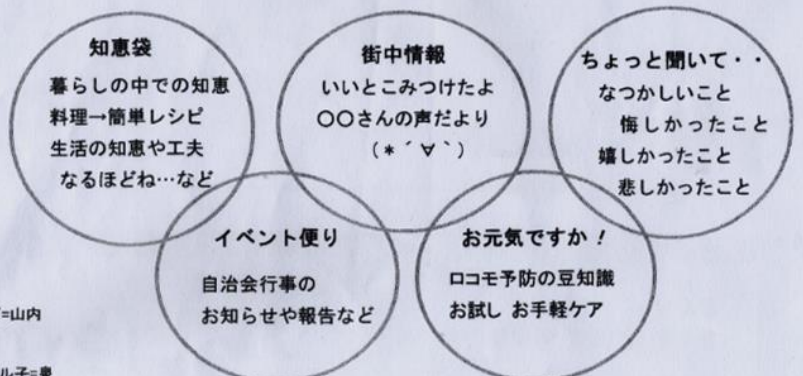 知恵袋
暮らしの中での知恵
料理→簡単レシピ
生活の知恵や工夫
なるほどね…など
街中情報
いいとこみつけたよ
〇〇さんの声だより
(*´∀`)
ちょっと聞いて・・
なつかしいこと
悔しかったこと
嬉しかったこと
悲しかったこと
イベント便り
自治会行事の
お知らせや報告など
お元気ですか！
ロコモ予防の豆知識
お試し お手軽ケア
=山内
ル子=